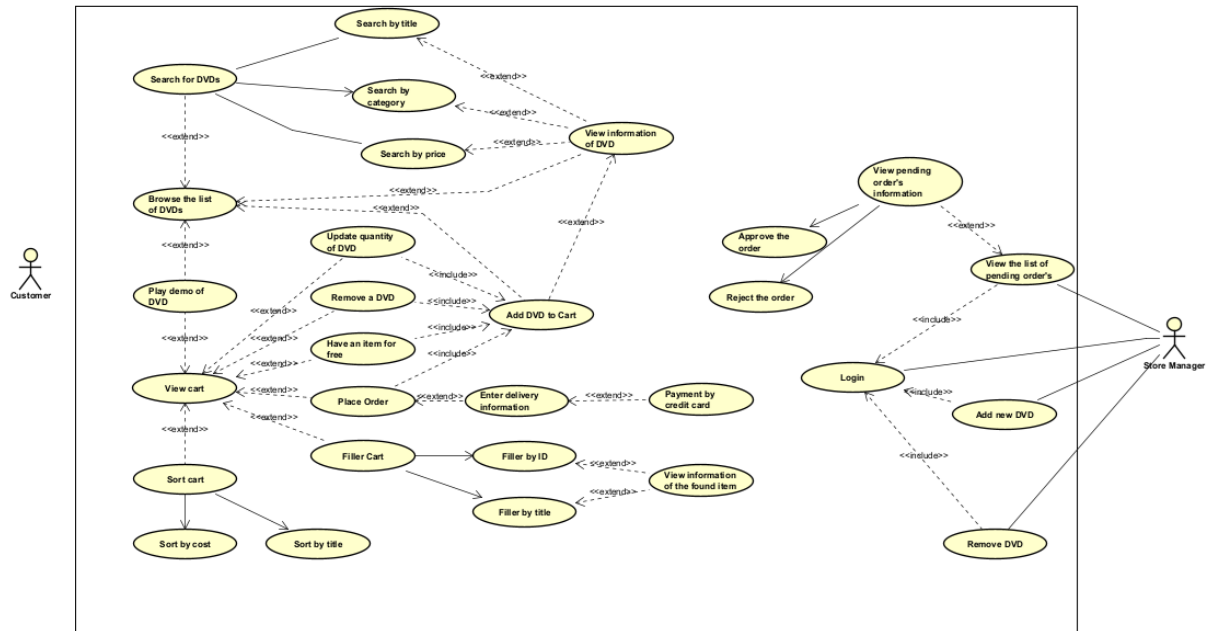 Search by title
Search for DVDs
<<extend>>
Search by
category
<<extend>>
<<extend>>
View information
of DVD
Search by price
<<extend>>
View pending
order's
information
<<extend>>
Browse the list
of DVDs
<<extend>>
<<extend>>
<<extend>>
Update quantity
of DVD
Approve the
order
<<extend>>
<<extend>>
View the list of
pending order's
Customer
Play demo of
DVD
Remove a DVD
<<include>>
<<include>>
Add DVD to Cart
Reject the order
<<extend>>
<<extend>>
<<extend>>
Have an item for
free
<<include>>
<<include>>
<<include>>
<<extend>>
View cart
Login
Store Manager
<<extend>>
Place Order
<<extend>>
Enter delivery
information
<<extend>>
Payment by
credit card
<<include>>
Add new DVD
<<extend>>
<<extend>>
Filler Cart
Filler by ID
<<extend>>
<<include>>
Sort cart
View information
of the found item
<<extend>>
Filler by title
Sort by cost
Sort by title
Remove DVD